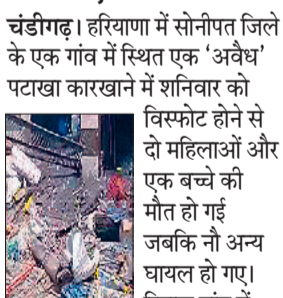 चंडीगढ़। हरियाणा में सोनीपत जिले
के एक गांव में स्थित एक ‘अवैध’
पटाखा कारखाने में शनिवार को
विस्फोट होने से
दो महिलाओं और
एक बच्चे की
मौत हो गई
जबकि नौ अन्य
घायल हो गए।